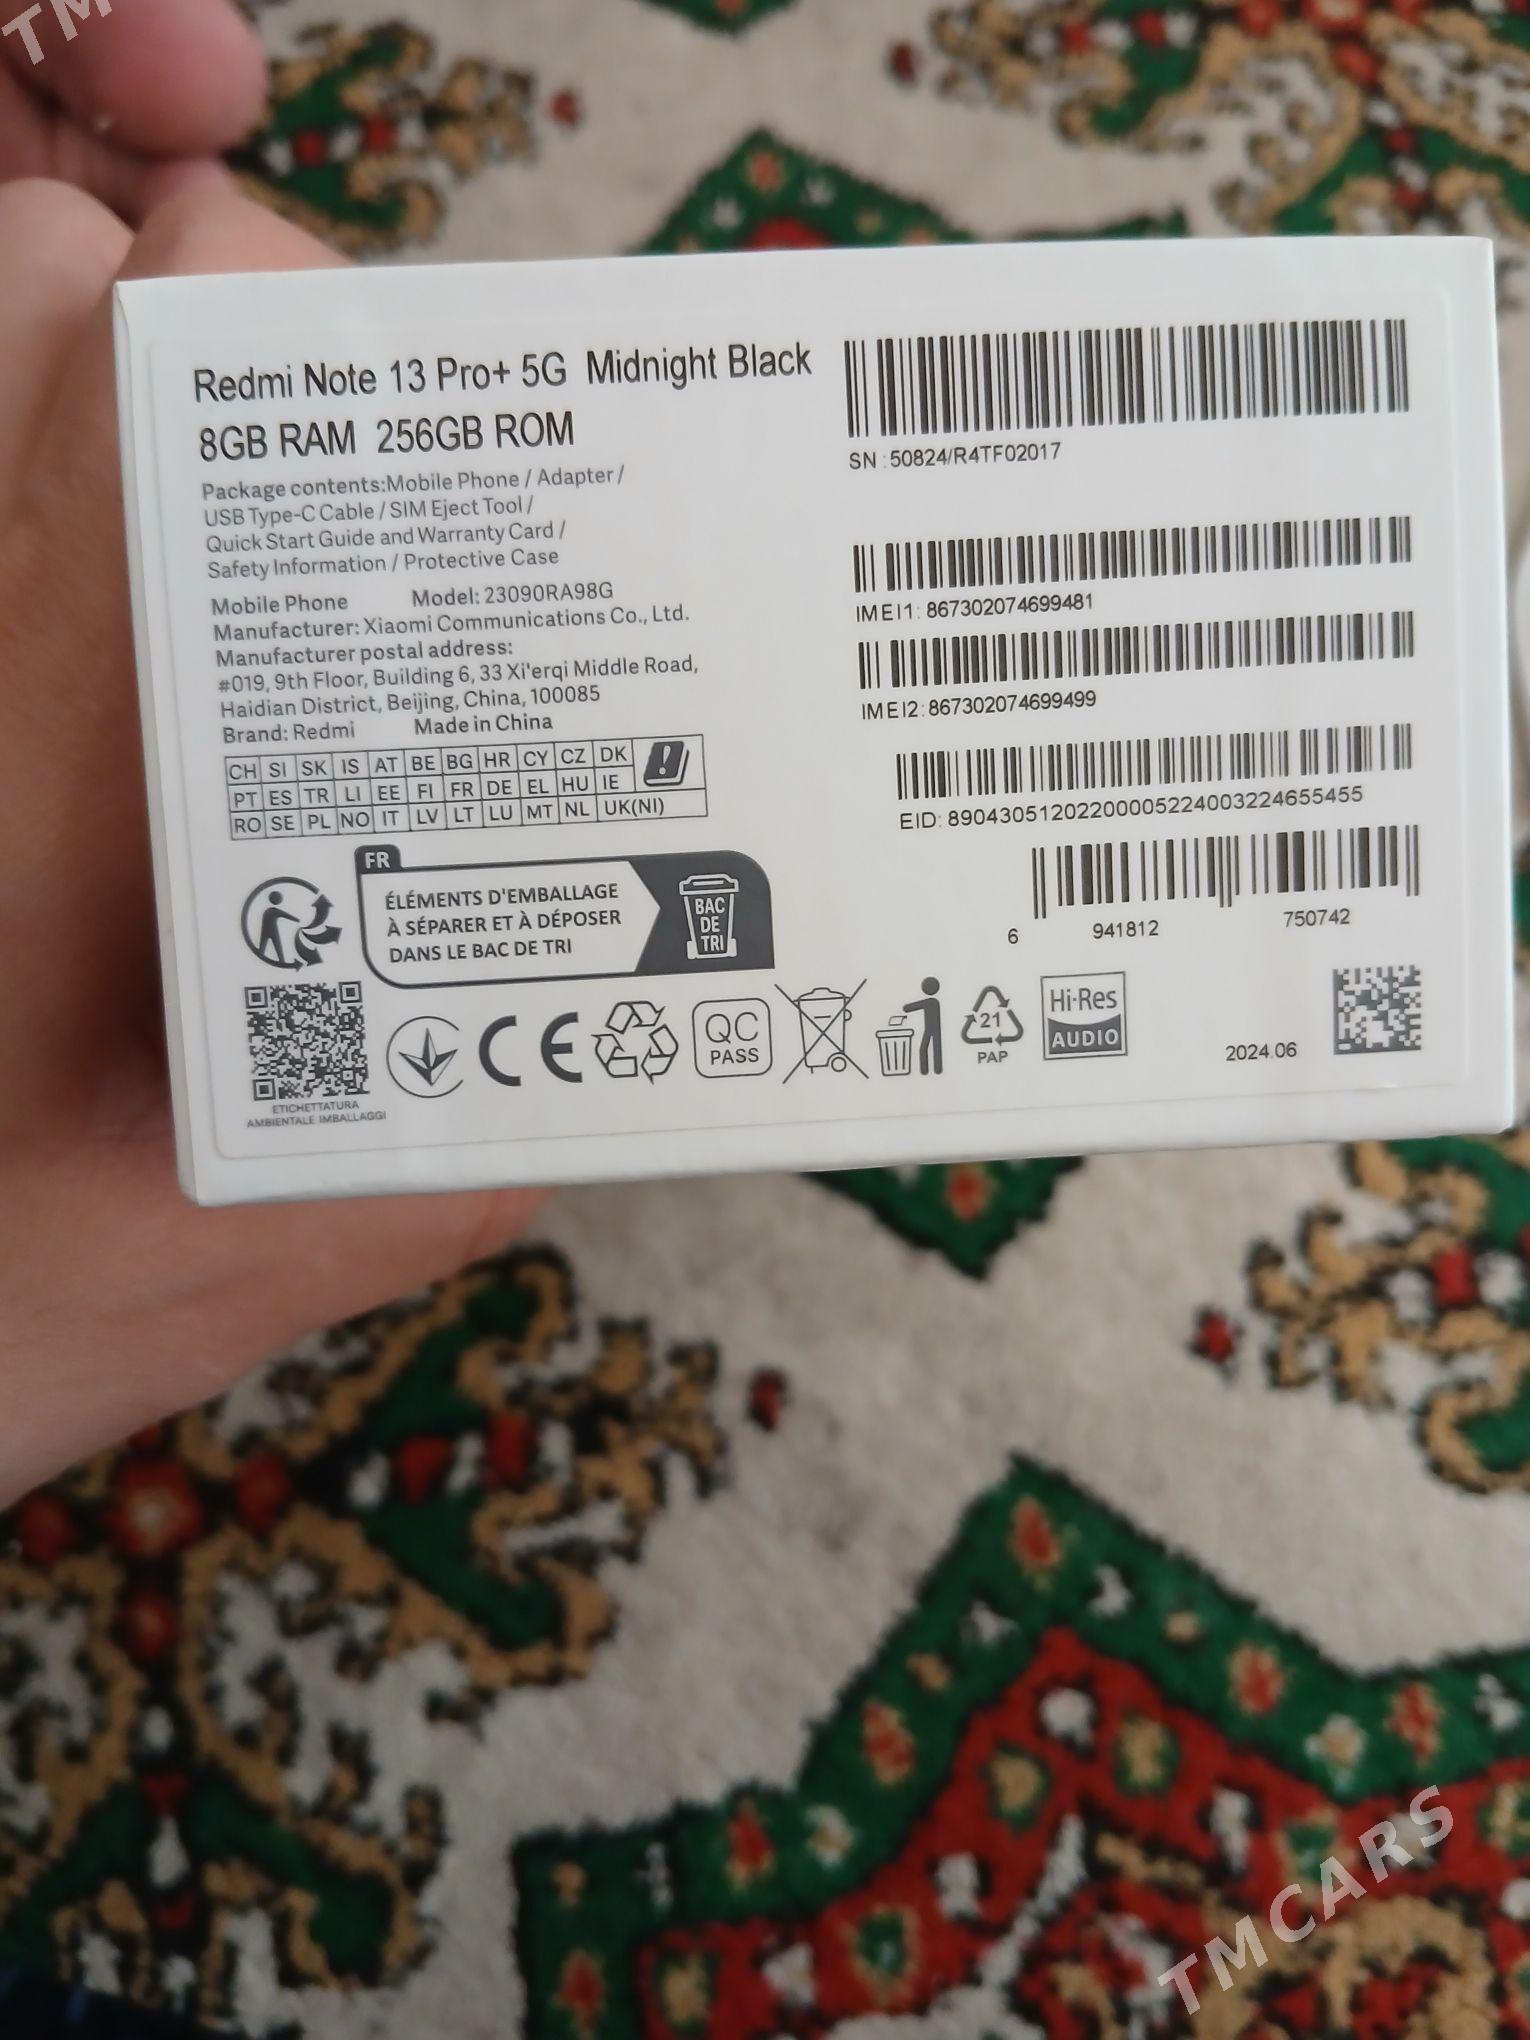 TM
Redmi Note 13 Pro+ 5G Midnight Black
8GB RAM 256GB ROM
Package contents:Mobile Phone / Adapter /
USB Type-C Cable / SIM Eject Tool /
Quick Start Guide and Warranty Card /
Safety Information / Protective Case
Mobile Phone Model: 23090RA98G
Manufacturer: Xiaomi Communications Co., Ltd.
Manufacturer postal address:
#019, 9th Floor, Building 6, 33 Xi'erqi Middle Road,
Haidian District, Beijing, China, 100085
Brand: Redmi Made in China
CH SI SK IS AT BE BG HR CY CZ DK
PT ES TR LI EE FI FR DE EL HU IE
RO SE PL NO IT LV LT LU MT NL UK(NI)
SN:50824/R4TF02017
IMEI1: 867302074699481
IMEI2:867302074699499
EID: 89043051202200005224003224655455
6 941812 750742
FR
ÉLÉMENTS D'EMBALLAGE
À SÉPARER ET À DÉPOSER
DANS LE BAC DE TRI
BAC
DE
TRI
ETICHETTATURA
AMBIENTALE IMBALLAGGI
CE
QC
PASS
21
PAP
Hi-Res
AUDIO
2024.06
TMCARS